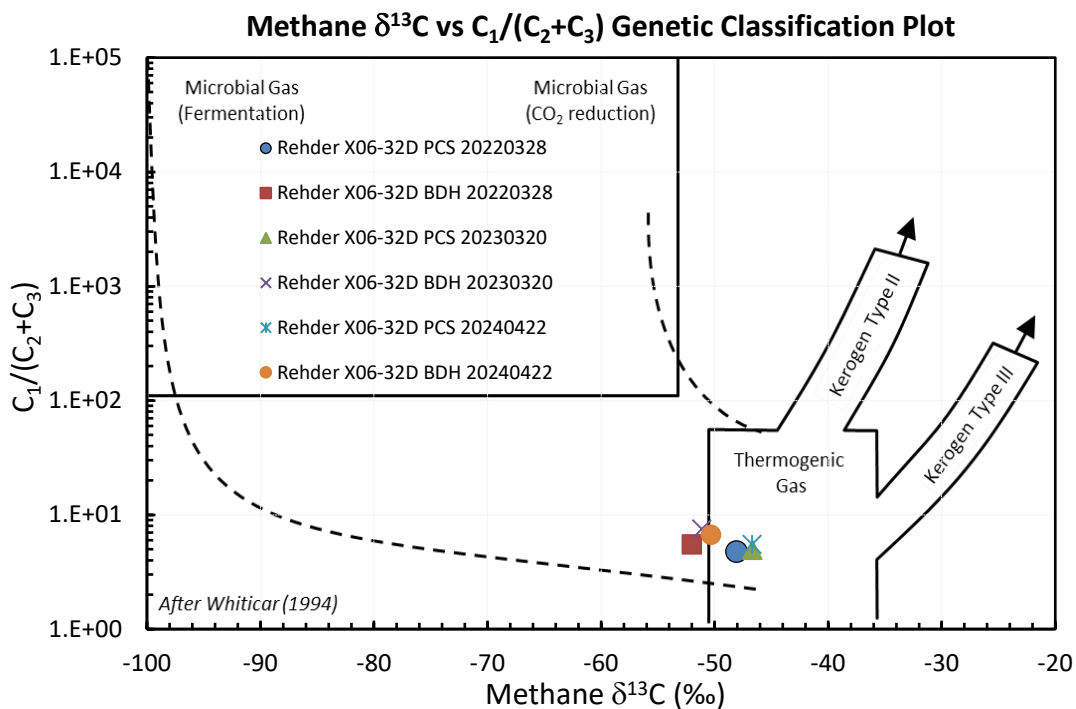 Methane δ¹³C vs C₁/(C₂+C₃) Genetic Classification Plot
1.E+05
1.E+04
1.E+03
1.E+02
1.E+01
1.E+00
C₁/(C₂+C₃)
Microbial Gas
(Fermentation)
Microbial Gas
(CO₂ reduction)
Rehder X06-32D PCS 20220328
Rehder X06-32D BDH 20220328
Rehder X06-32D PCS 20230320
Rehder X06-32D BDH 20230320
Rehder X06-32D PCS 20240422
Rehder X06-32D BDH 20240422
Kerogen Type II
Kerogen Type III
Thermogenic
Gas
After Whiticar (1994)
-100 -90 -80 -70 -60 -50 -40 -30 -20
Methane δ¹³C (‰)